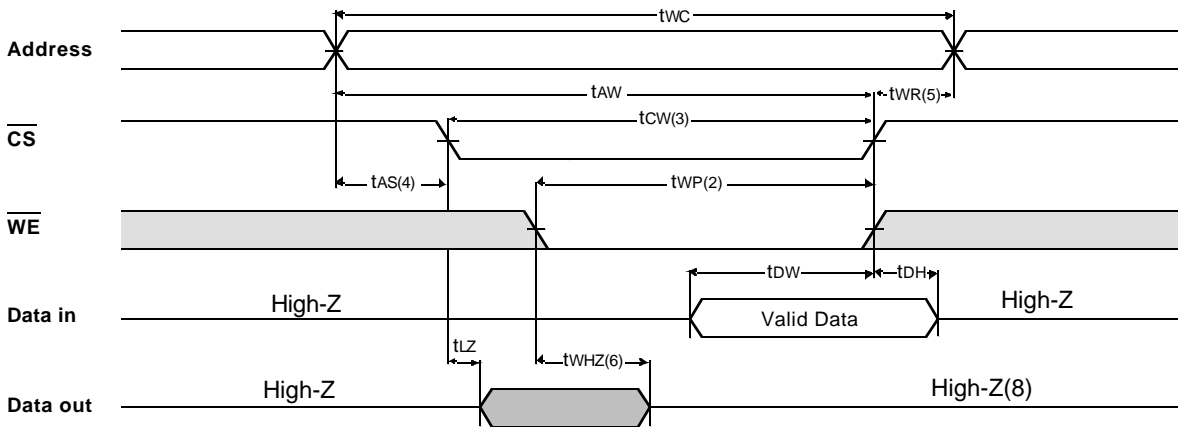 tWC
Address
tAW
tWR(5)
tCW(3)
CS
tAS(4)
tWP(2)
WE
tDW
tDH
High-Z
High-Z
Data in
Valid Data
tLZ
tWHZ(6)
High-Z
High-Z(8)
Data out